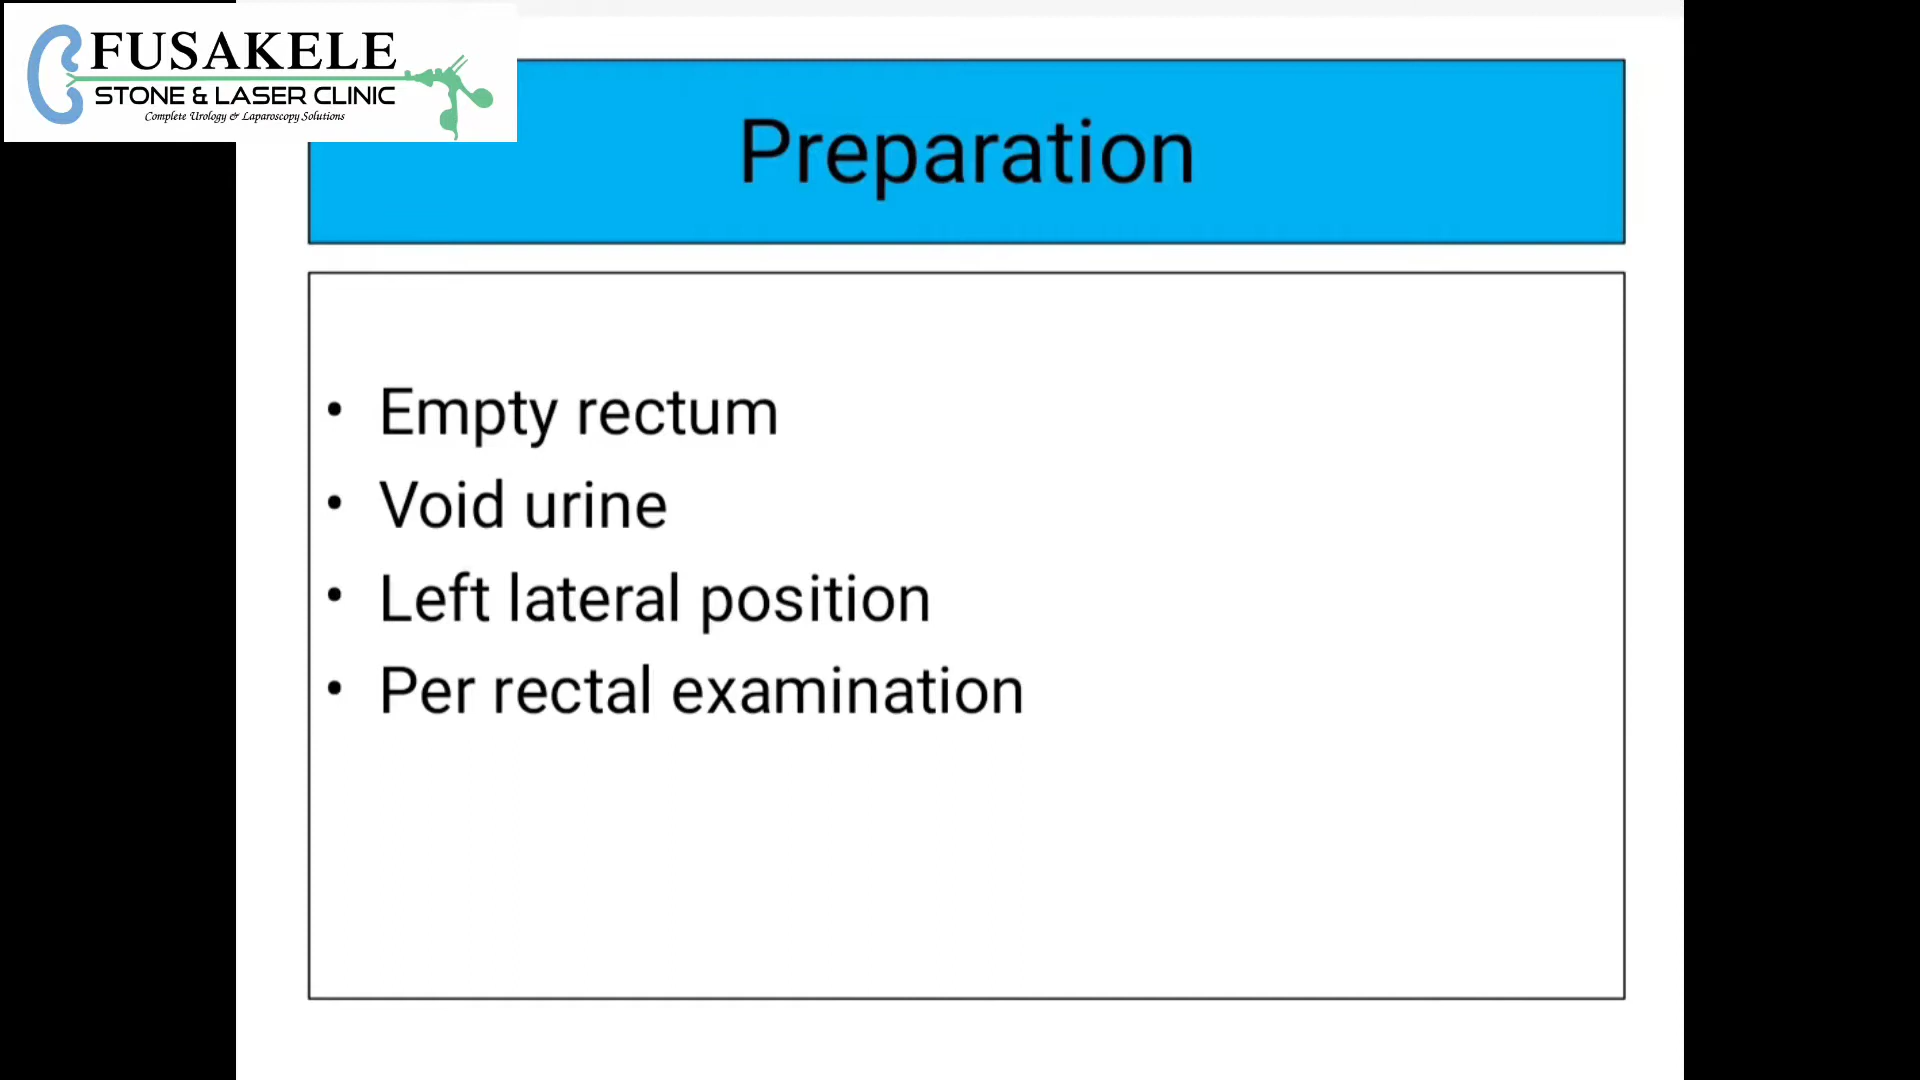 FUSAKELE
STONE & LASER CLINIC
Complete Urology & Laparoscopy Solutions
Preparation
• Empty rectum
• Void urine
• Left lateral position
• Per rectal examination